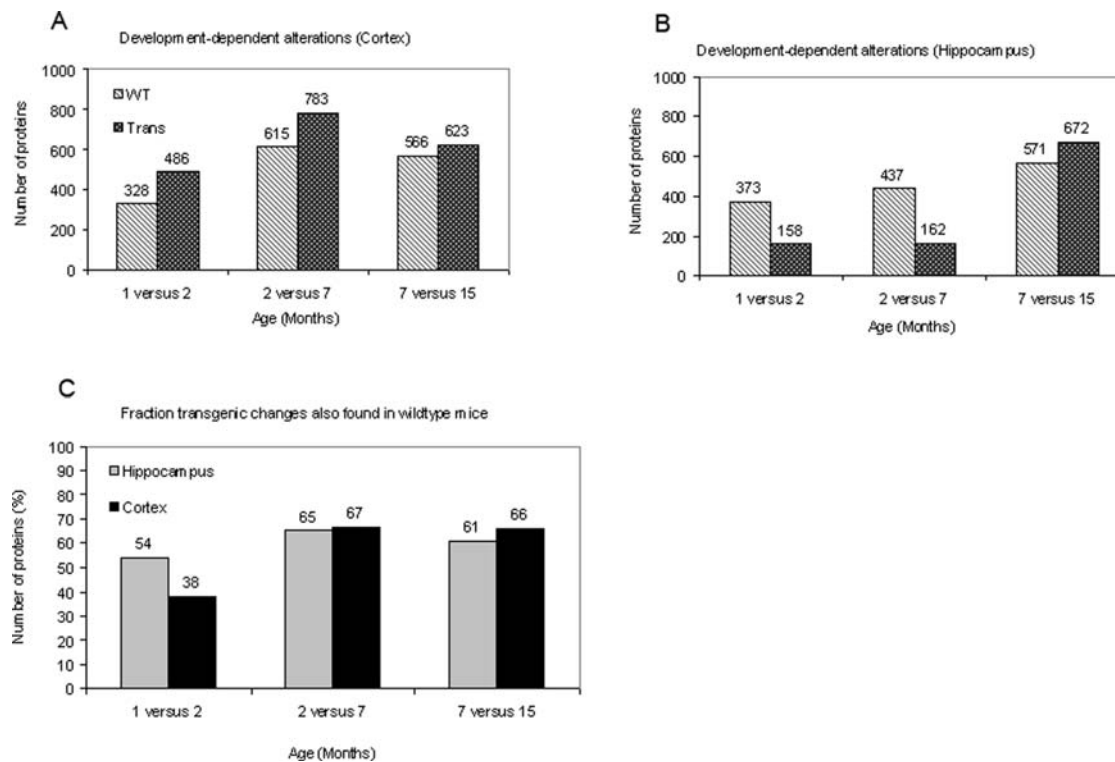 A
Development-dependent alterations (Cortex)
Number of proteins
1000
800
600
400
200
0
WT
Trans
328
486
615
783
566
623
1 versus 2
2 versus 7
7 versus 15
Age (Months)
B
Development-dependent alterations (Hippocampus)
Number of proteins
1000
800
600
400
200
0
373
158
437
162
571
672
1 versus 2
2 versus 7
7 versus 15
Age (Months)
C
Fraction transgenic changes also found in wildtype mice
Number of proteins (%)
100
90
80
70
60
50
40
30
20
10
0
Hippocampus
Cortex
54
38
65
67
61
66
1 versus 2
2 versus 7
7 versus 15
Age (Months)